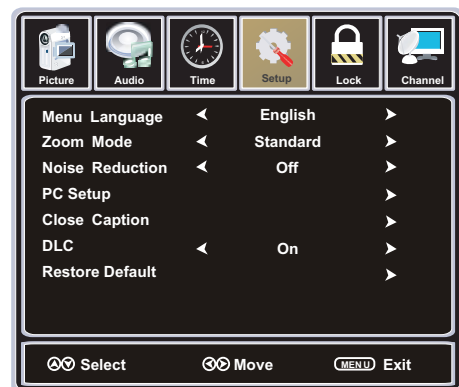 Picture Audio Time Setup Lock Channel
Menu Language English
Zoom Mode Standard
Noise Reduction Off
PC Setup
Close Caption
DLC On
Restore Default
Select Move MENU Exit